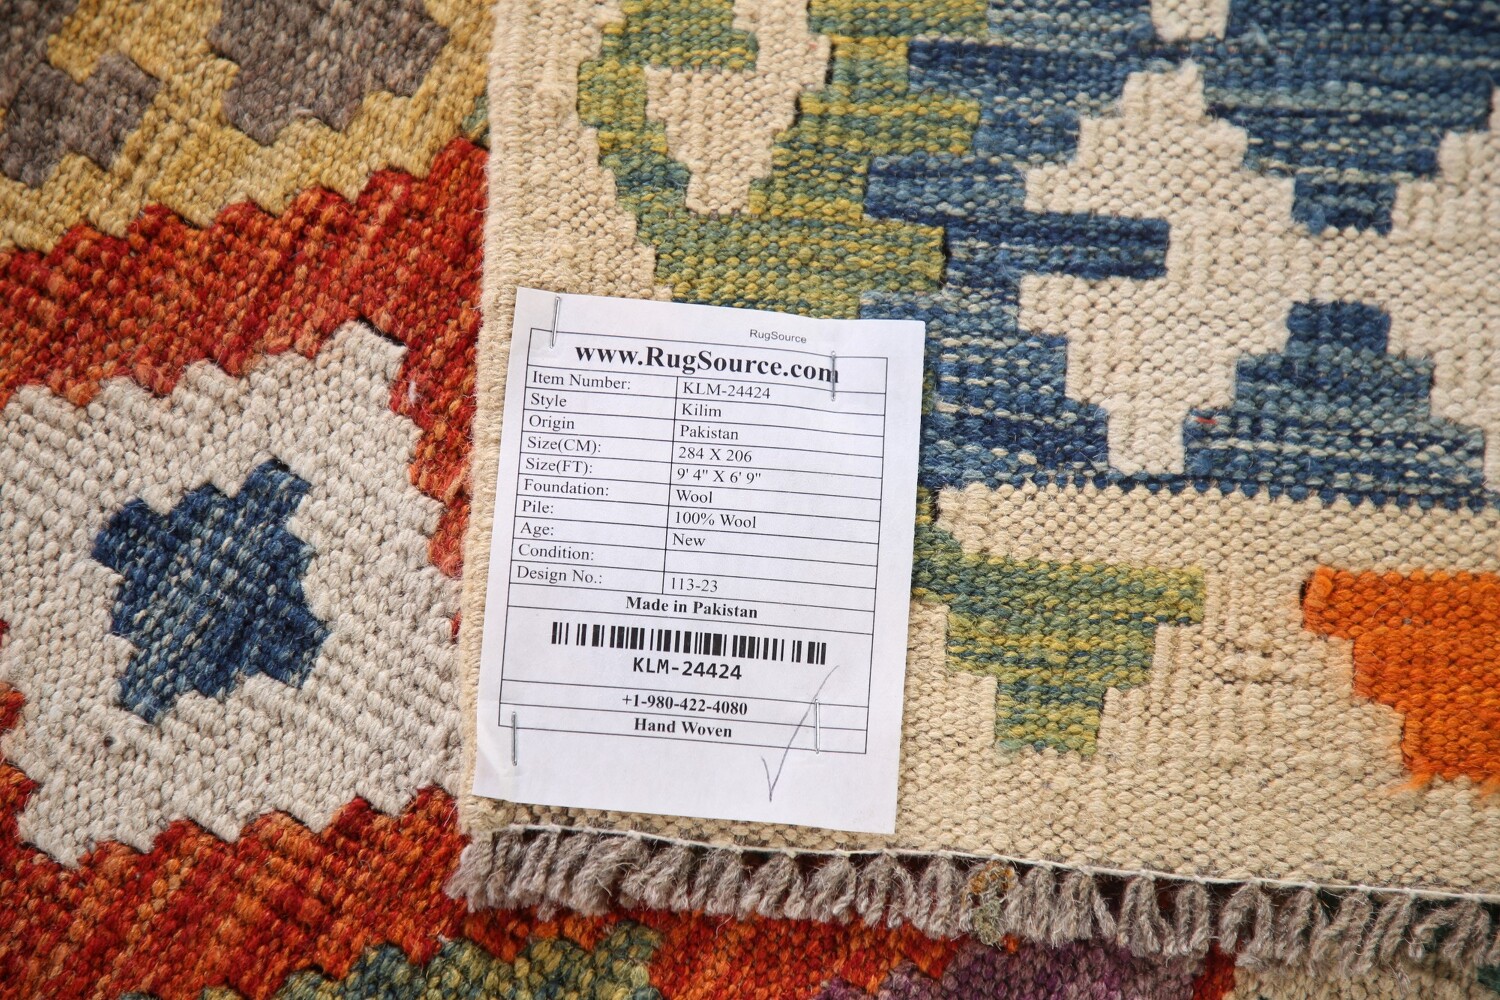 RugSource
www.RugSource.com
Item Number: KLM-24424
Style Kilim
Origin Pakistan
Size(CM): 284 X 206
Size(FT): 9' 4" X 6' 9"
Foundation: Wool
Pile: 100% Wool
Age: New
Condition:
Design No.: 113-23
Made in Pakistan
KLM-24424
+1-980-422-4080
Hand Woven